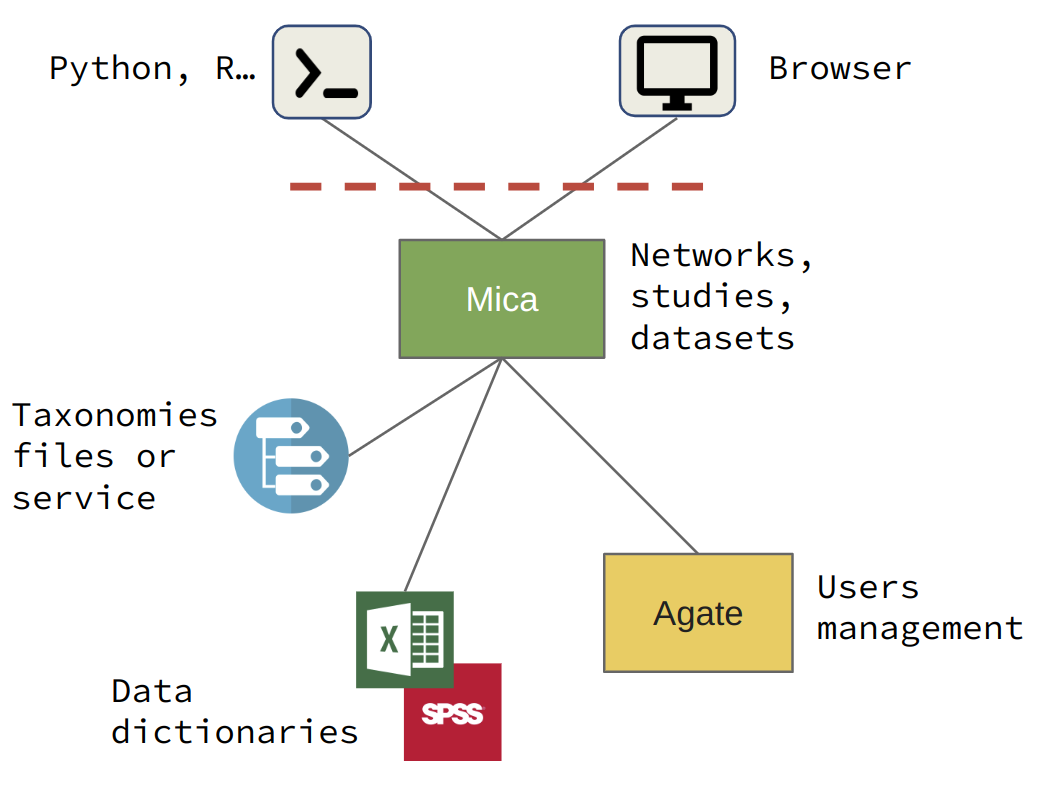 Python, R…
Browser
Mica
Networks,
studies,
datasets
Taxonomies
files or
service
X
SPSS
Data
dictionaries
Agate
Users
management